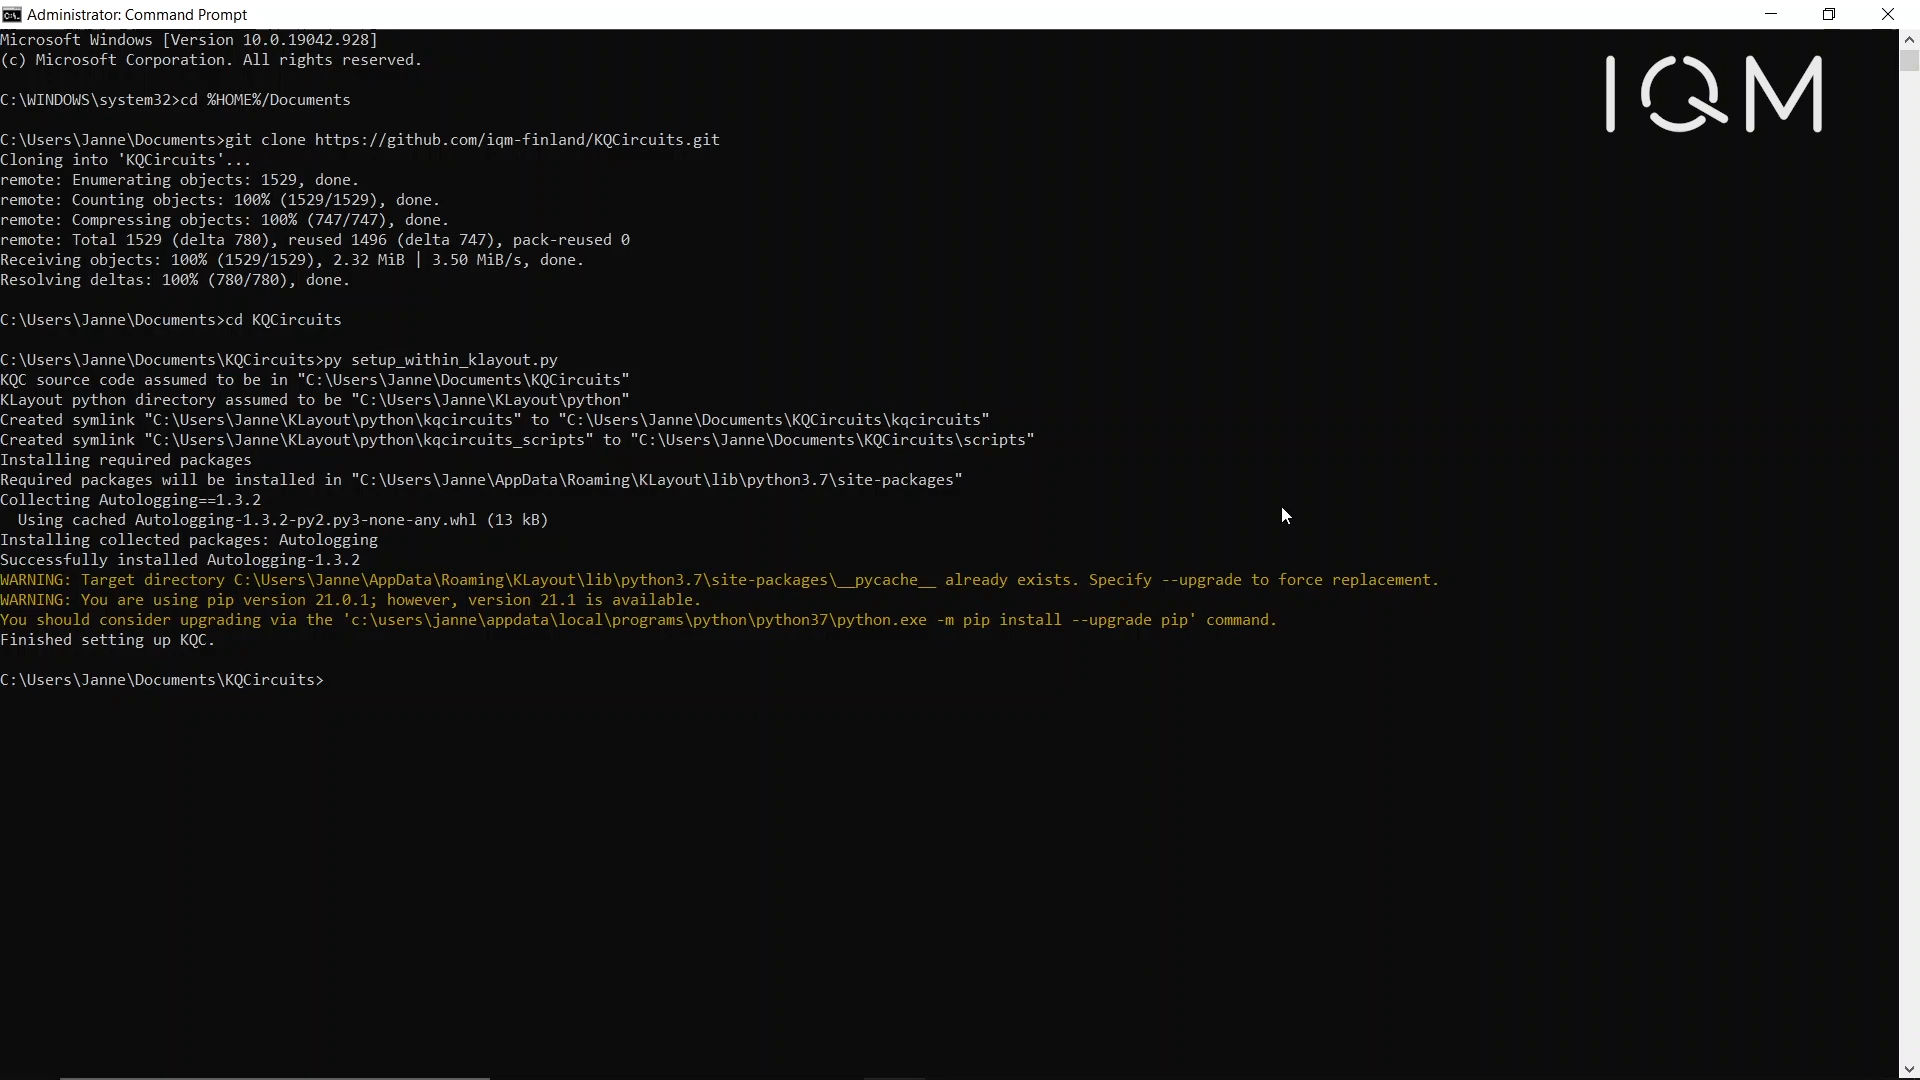 Administrator: Command Prompt
Microsoft Windows [Version 10.0.19042.928]
(c) Microsoft Corporation. All rights reserved.
IQM
C:\WINDOWS\system32>cd %HOME%/Documents
C:\Users\Janne\Documents>git clone https://github.com/iqm-finland/KQCircuits.git
Cloning into 'KQCircuits'...
remote: Enumerating objects: 1529, done.
remote: Counting objects: 100% (1529/1529), done.
remote: Compressing objects: 100% (747/747), done.
remote: Total 1529 (delta 780), reused 1496 (delta 747), pack-reused 0
Receiving objects: 100% (1529/1529), 2.32 MiB | 3.50 MiB/s, done.
Resolving deltas: 100% (780/780), done.
C:\Users\Janne\Documents>cd KQCircuits
C:\Users\Janne\Documents\KQCircuits>py setup_within_klayout.py
KQC source code assumed to be in "C:\Users\Janne\Documents\KQCircuits"
KLayout python directory assumed to be "C:\Users\Janne\KLayout\python"
Created symlink "C:\Users\Janne\KLayout\python\kqcircuits" to "C:\Users\Janne\Documents\KQCircuits\kqcircuits"
Created symlink "C:\Users\Janne\KLayout\python\kqcircuits_scripts" to "C:\Users\Janne\Documents\KQCircuits\scripts"
Installing required packages
Required packages will be installed in "C:\Users\Janne\AppData\Roaming\KLayout\lib\python3.7\site-packages"
Collecting Autologging==1.3.2
  Using cached Autologging-1.3.2-py2.py3-none-any.whl (13 kB)
Installing collected packages: Autologging
Successfully installed Autologging-1.3.2
WARNING: Target directory C:\Users\Janne\AppData\Roaming\KLayout\lib\python3.7\site-packages\__pycache__ already exists. Specify --upgrade to force replacement.
WARNING: You are using pip version 21.0.1; however, version 21.1 is available.
You should consider upgrading via the 'c:\users\janne\appdata\local\programs\python\python37\python.exe -m pip install --upgrade pip' command.
Finished setting up KQC.
C:\Users\Janne\Documents\KQCircuits>